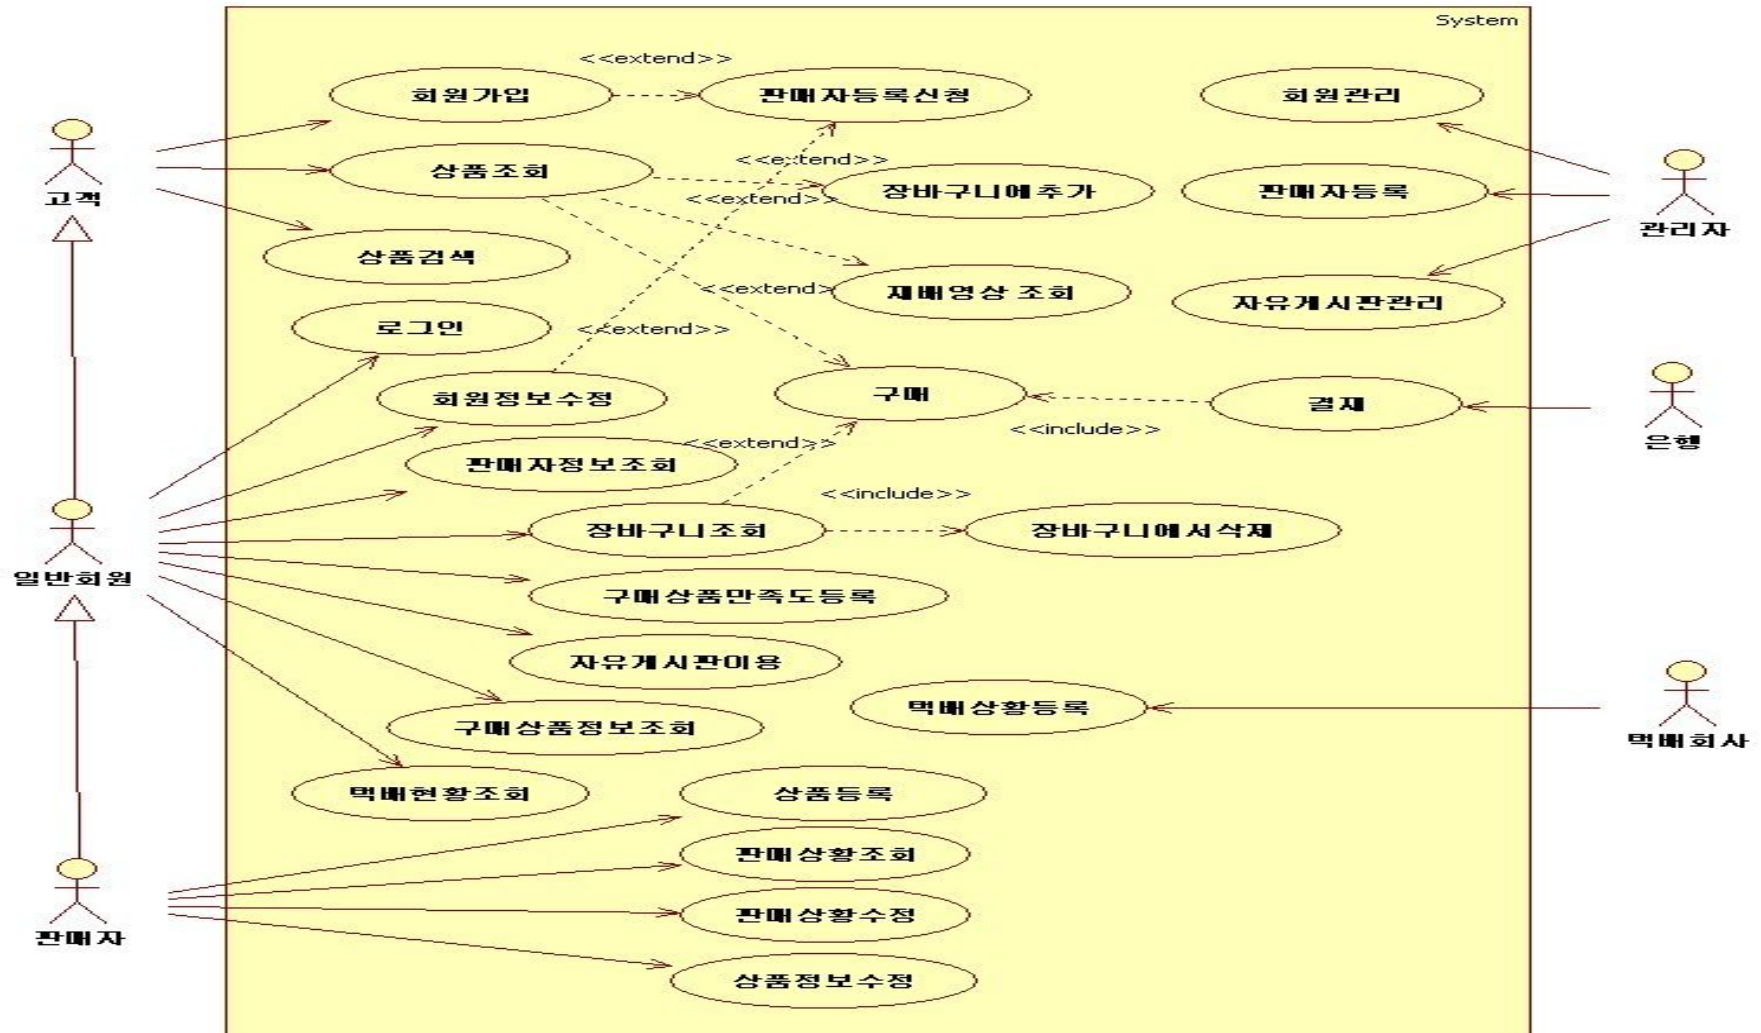 System
<<extend>>
회원가입
판매자등록신청
회원관리
고객
상품조회
<<extend>>
장바구니에추가
<<extend>>
판매자등록
관리자
상품검색
<<extend>
재배영상 조회
자유게시판관리
로그인
<<extend>>
회원정보수정
구매
결재
<<include>>
은행
<<extend>>
판매자정보조회
<<include>>
장바구니조회
장바구니에서삭제
일반회원
구매상품만족도등록
자유게시판이용
구매상품정보조회
택배상황등록
택배회사
택배현황조회
상품등록
판매상황조회
판매상황수정
판매자
상품정보수정